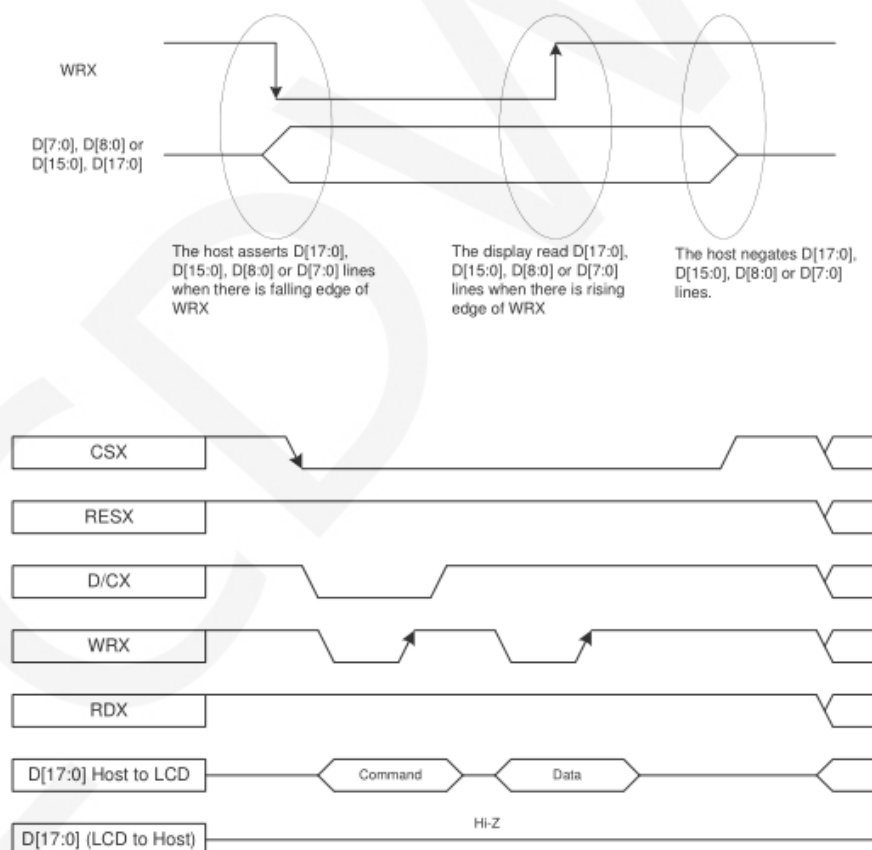 WRX
D[7:0], D[8:0] or
D[15:0], D[17:0]
The host asserts D[17:0],
D[15:0], D[8:0] or D[7:0] lines
when there is falling edge of
WRX
The display read D[17:0],
D[15:0], D[8:0] or D[7:0]
lines when there is rising
edge of WRX
The host negates D[17:0],
D[15:0], D[8:0] or D[7:0]
lines.
CSX
RESX
D/CX
WRX
RDX
D[17:0] Host to LCD
Command
Data
Hi-Z
D[17:0] (LCD to Host)